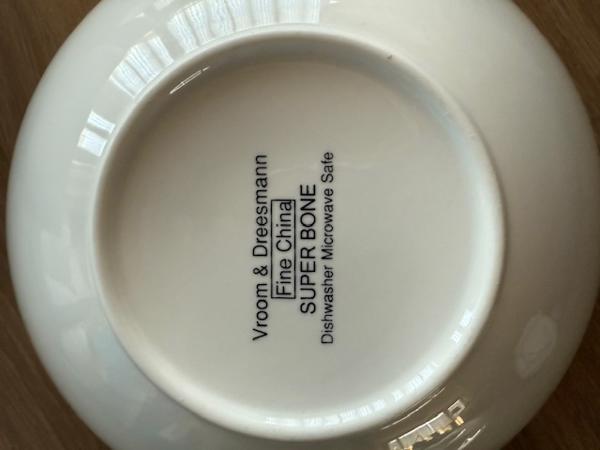 Vroom & Dreesmann
Fine China
SUPER BONE
Dishwasher Microwave Safe